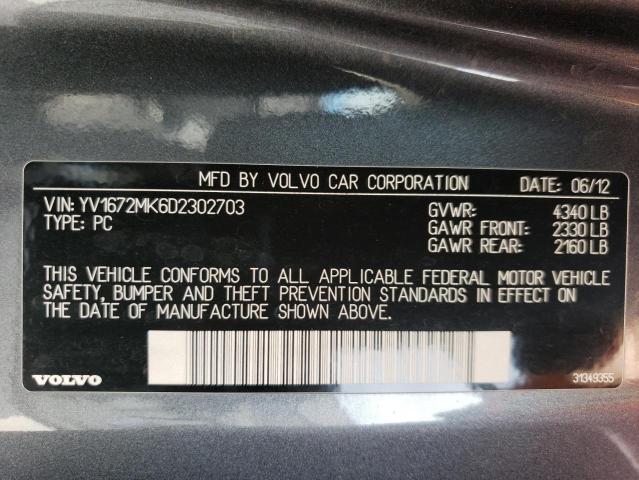 MFD BY VOLVO CAR CORPORATION DATE: 06/12
VIN: YV1672MK6D2302703 GVWR: 4340 LB
TYPE: PC GAWR FRONT: 2330 LB
GAWR REAR: 2160 LB
THIS VEHICLE CONFORMS TO ALL APPLICABLE FEDERAL MOTOR VEHICLE
SAFETY, BUMPER AND THEFT PREVENTION STANDARDS IN EFFECT ON
THE DATE OF MANUFACTURE SHOWN ABOVE.
VOLVO 31349355